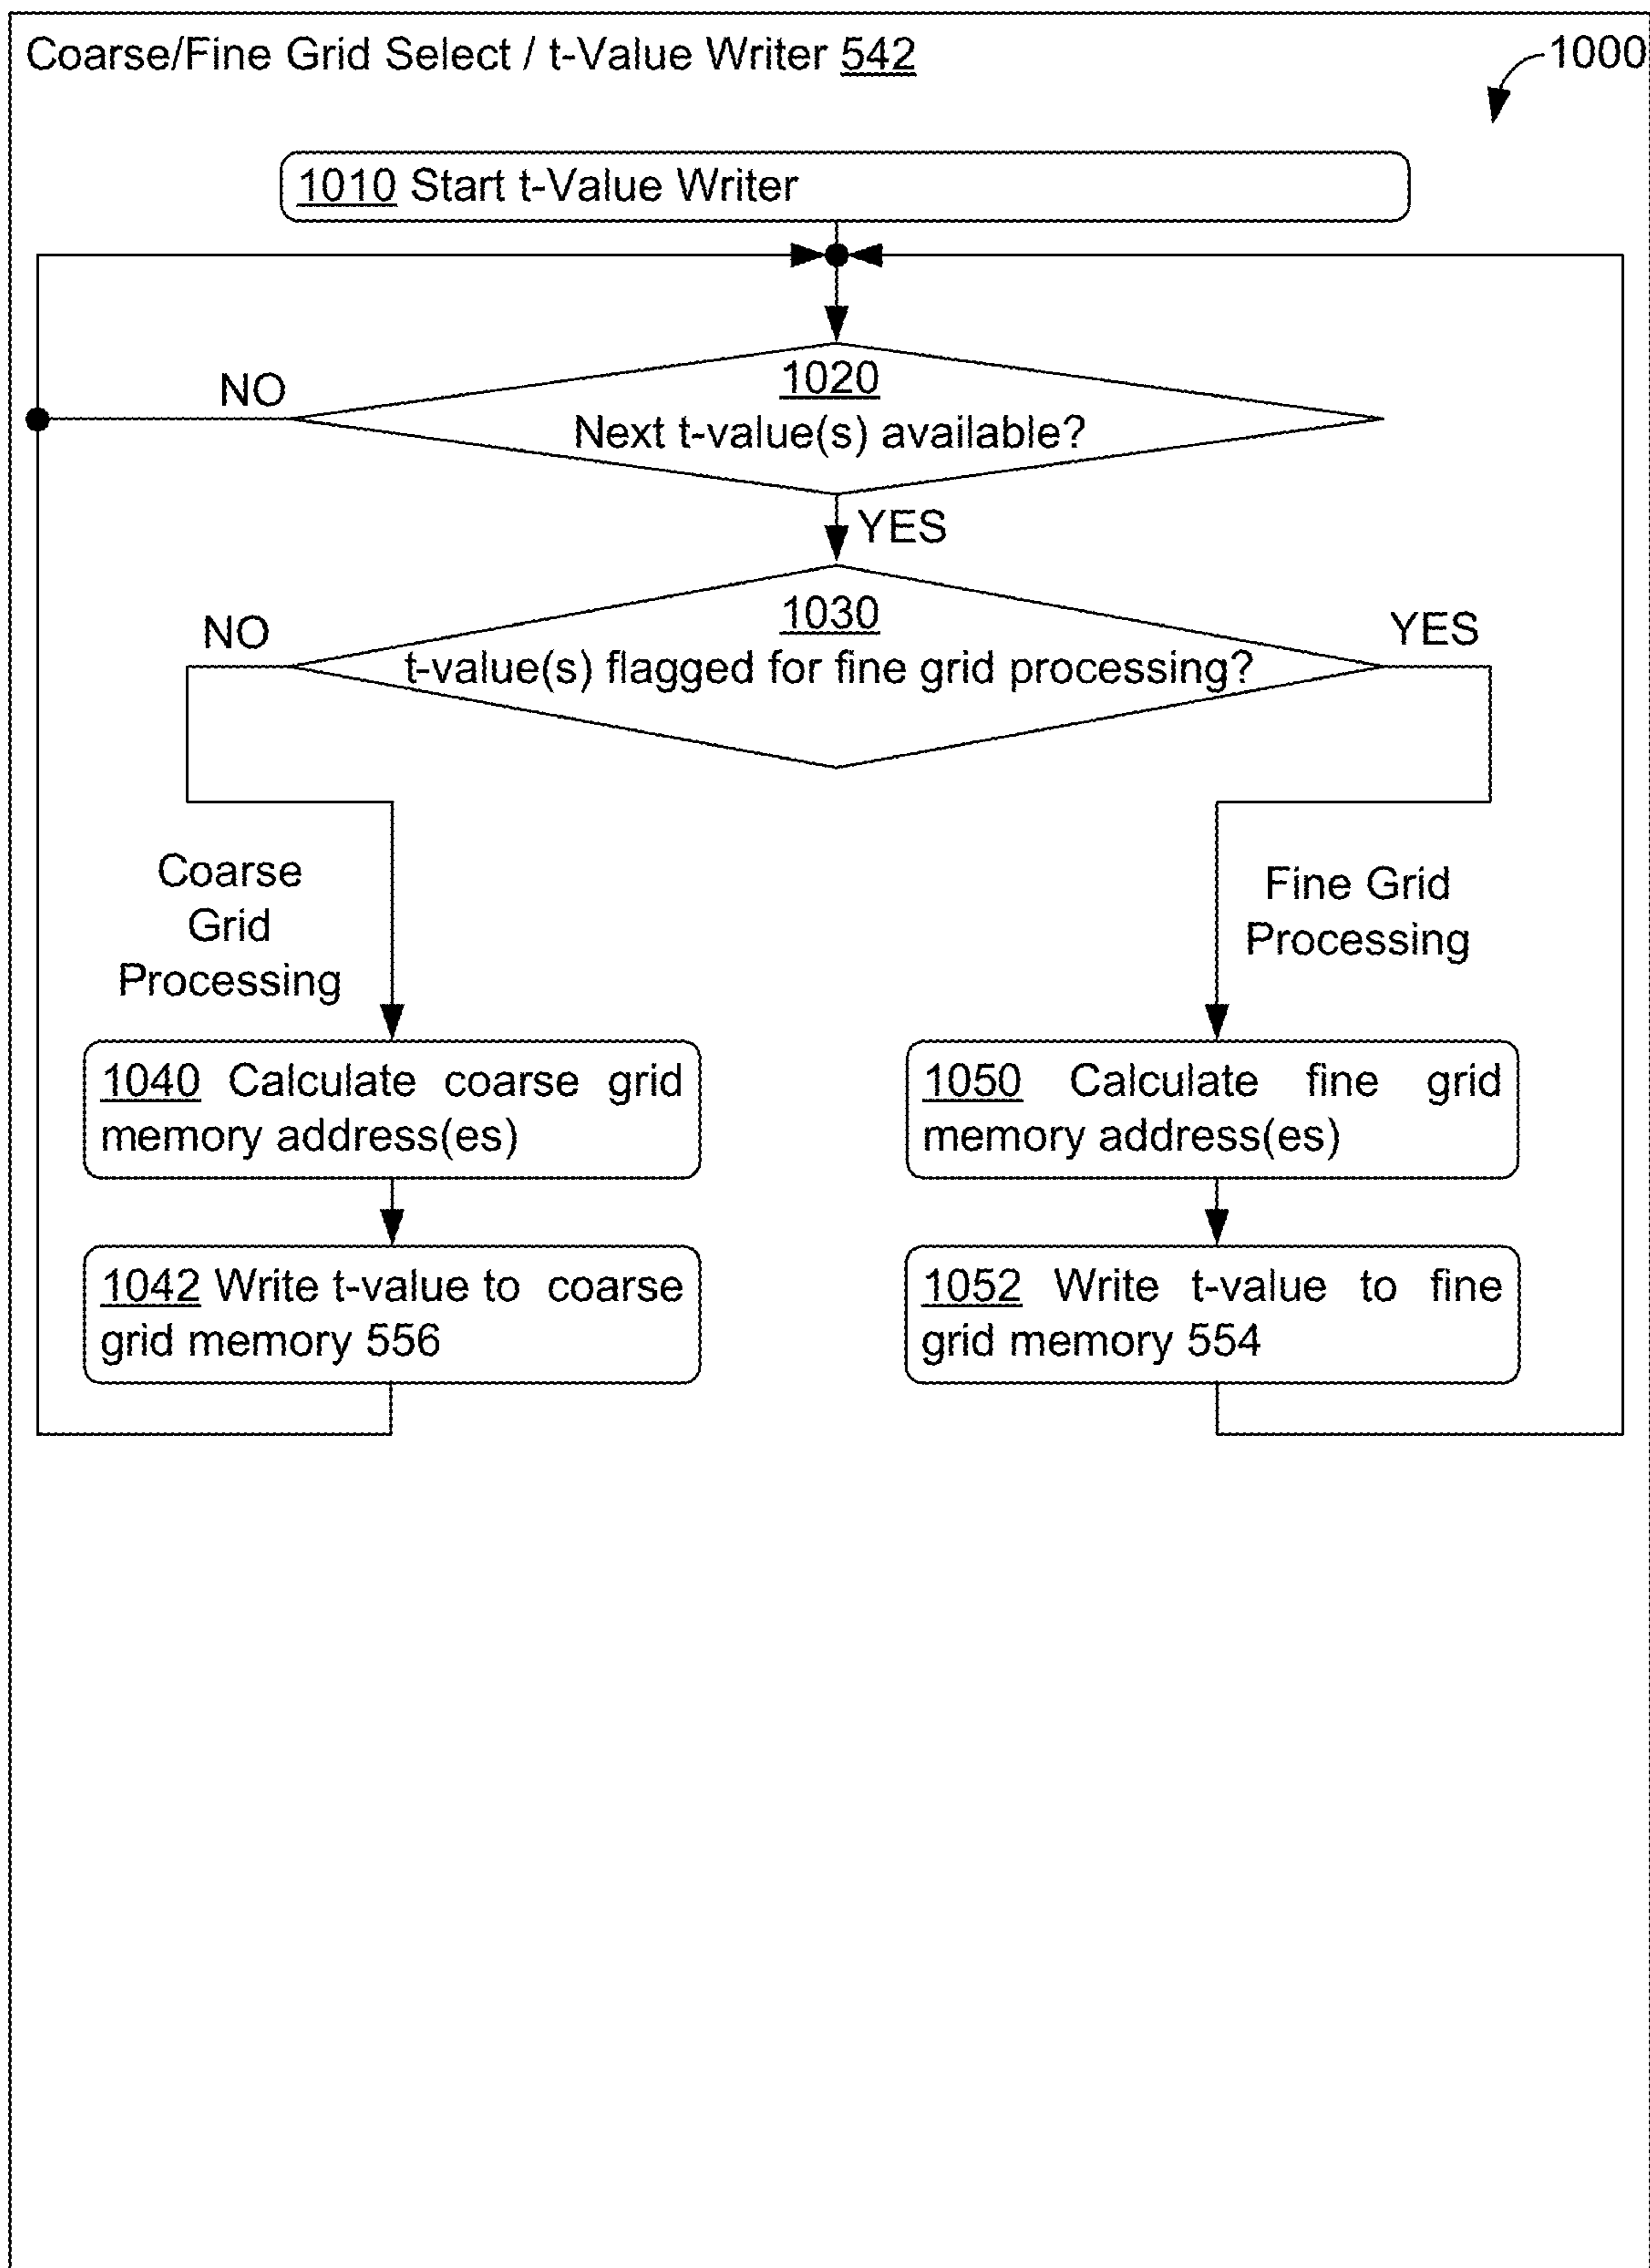 Coarse/Fine Grid Select / t-Value Writer 542
1000
1010 Start t-Value Writer
1020
NO
Next t-value(s) available?
YES
1030
NO
YES
t-value(s) flagged for fine grid processing?
Coarse
Grid
Processing
Fine Grid
Processing
1040 Calculate coarse grid
memory address(es)
1050 Calculate fine grid
memory address(es)
1042 Write t-value to coarse
grid memory 556
1052 Write t-value to fine
grid memory 554